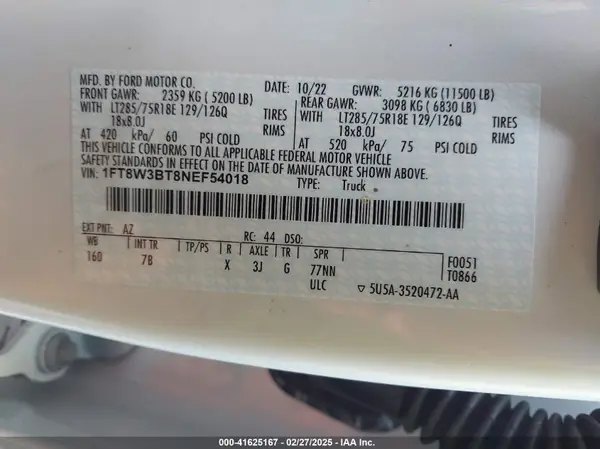 MFD. BY FORD MOTOR CO. DATE: 10/22 GVWR: 5216 KG (11500 LB)
FRONT GAWR: 2359 KG ( 5200 LB) REAR GAWR: 3098 KG ( 6830 LB)
WITH LT285/75R18E 129/126Q TIRES WITH LT285/75R18E 129/126Q TIRES
18x8.0J RIMS 18x8.0J RIMS
AT 420 kPa/ 60 PSI COLD AT 520 kPa/ 75 PSI COLD
THIS VEHICLE CONFORMS TO ALL APPLICABLE FEDERAL MOTOR VEHICLE
SAFETY STANDARDS IN EFFECT ON THE DATE OF MANUFACTURE SHOWN ABOVE.
VIN: 1FT8W3BT8NEF54018 TYPE: Truck
EXT PNT: AZ RC: 44 DSO:
WB INT TR TP/PS R AXLE TR SPR F0051
160 7B X 3J G 77NN T0866
ULC ▽ 5U5A-3520472-AA
000-41625167 - 02/27/2025 - IAA Inc.